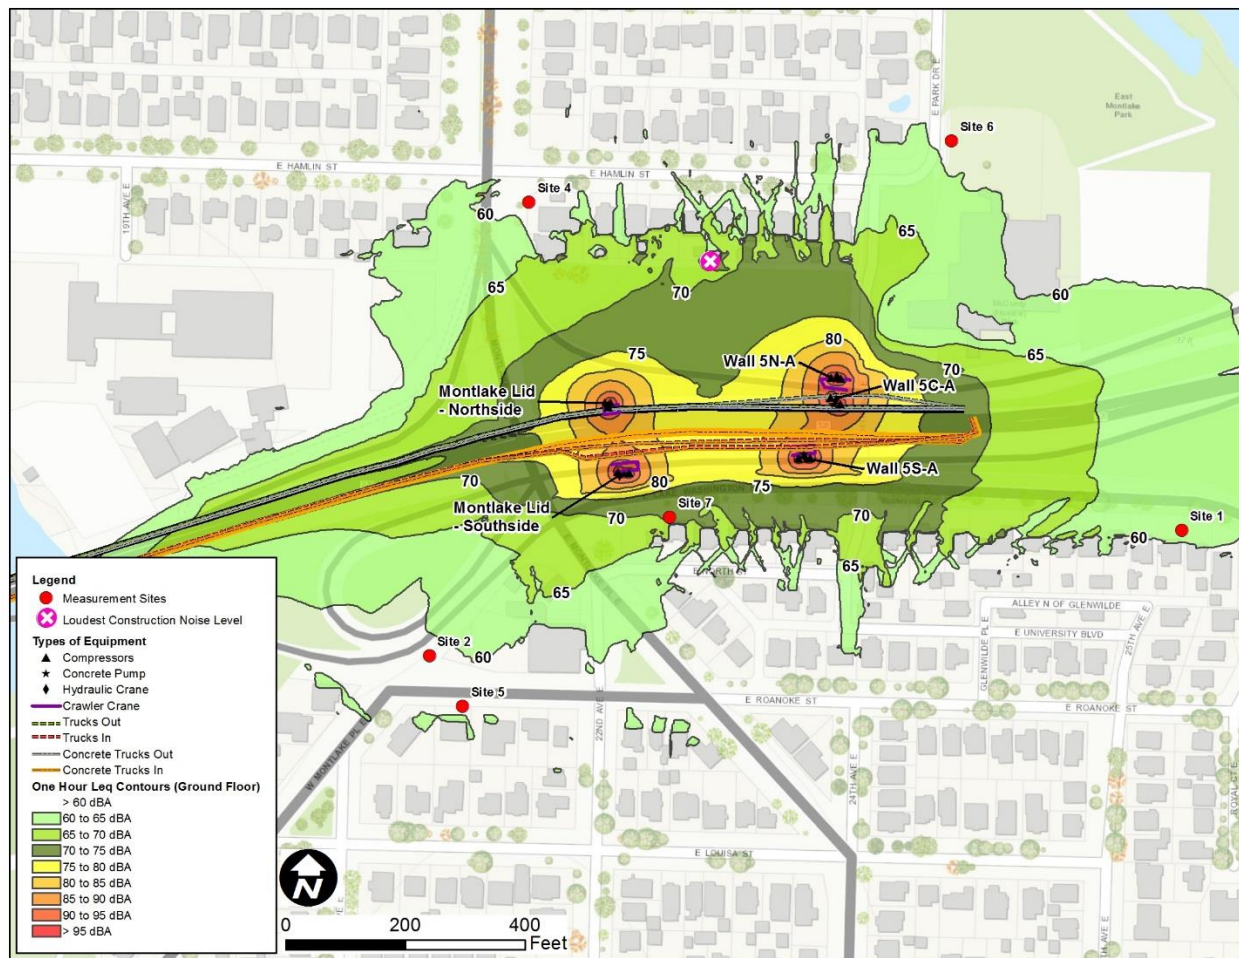 E PARK DR E
East
Montlake
Park
Site 6
E HAMLIN ST
E HAMLIN ST
19TH AVE E
Site 4
60
65
65
70
60
80
75
Wall 5N-A
65
70
Wall 5C-A
Montlake Lid
- Northside
Wall 5S-A
70
80
75
Montlake Lid
- Southside
70
Site 7
70
Site 1
60
65
65
E NORTH ST
ALLEY N OF GLENWILDE
E UNIVERSITY BLVD
GLENWILDE PL E
25TH AVE E
Site 2
60
Site 5
E ROANOKE ST
E ROANOKE ST
22ND AVE E
W MONTLAKE PL E
24TH AVE E
ROYAL CT E
E LOUISA ST
Legend
Measurement Sites
Loudest Construction Noise Level
Types of Equipment
Compressors
Concrete Pump
Hydraulic Crane
Crawler Crane
Trucks Out
Trucks In
Concrete Trucks Out
Concrete Trucks In
One Hour Leq Contours (Ground Floor)
> 60 dBA
60 to 65 dBA
65 to 70 dBA
70 to 75 dBA
75 to 80 dBA
80 to 85 dBA
85 to 90 dBA
90 to 95 dBA
> 95 dBA
N
0 200 400
Feet